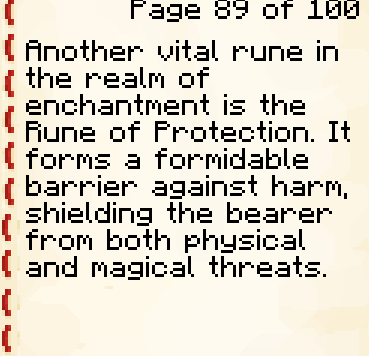 Page 89 of 100
Another vital rune in
the realm of
enchantment is the
Rune of Protection. It
forms a formidable
barrier against harm,
shielding the bearer
from both physical
and magical threats.